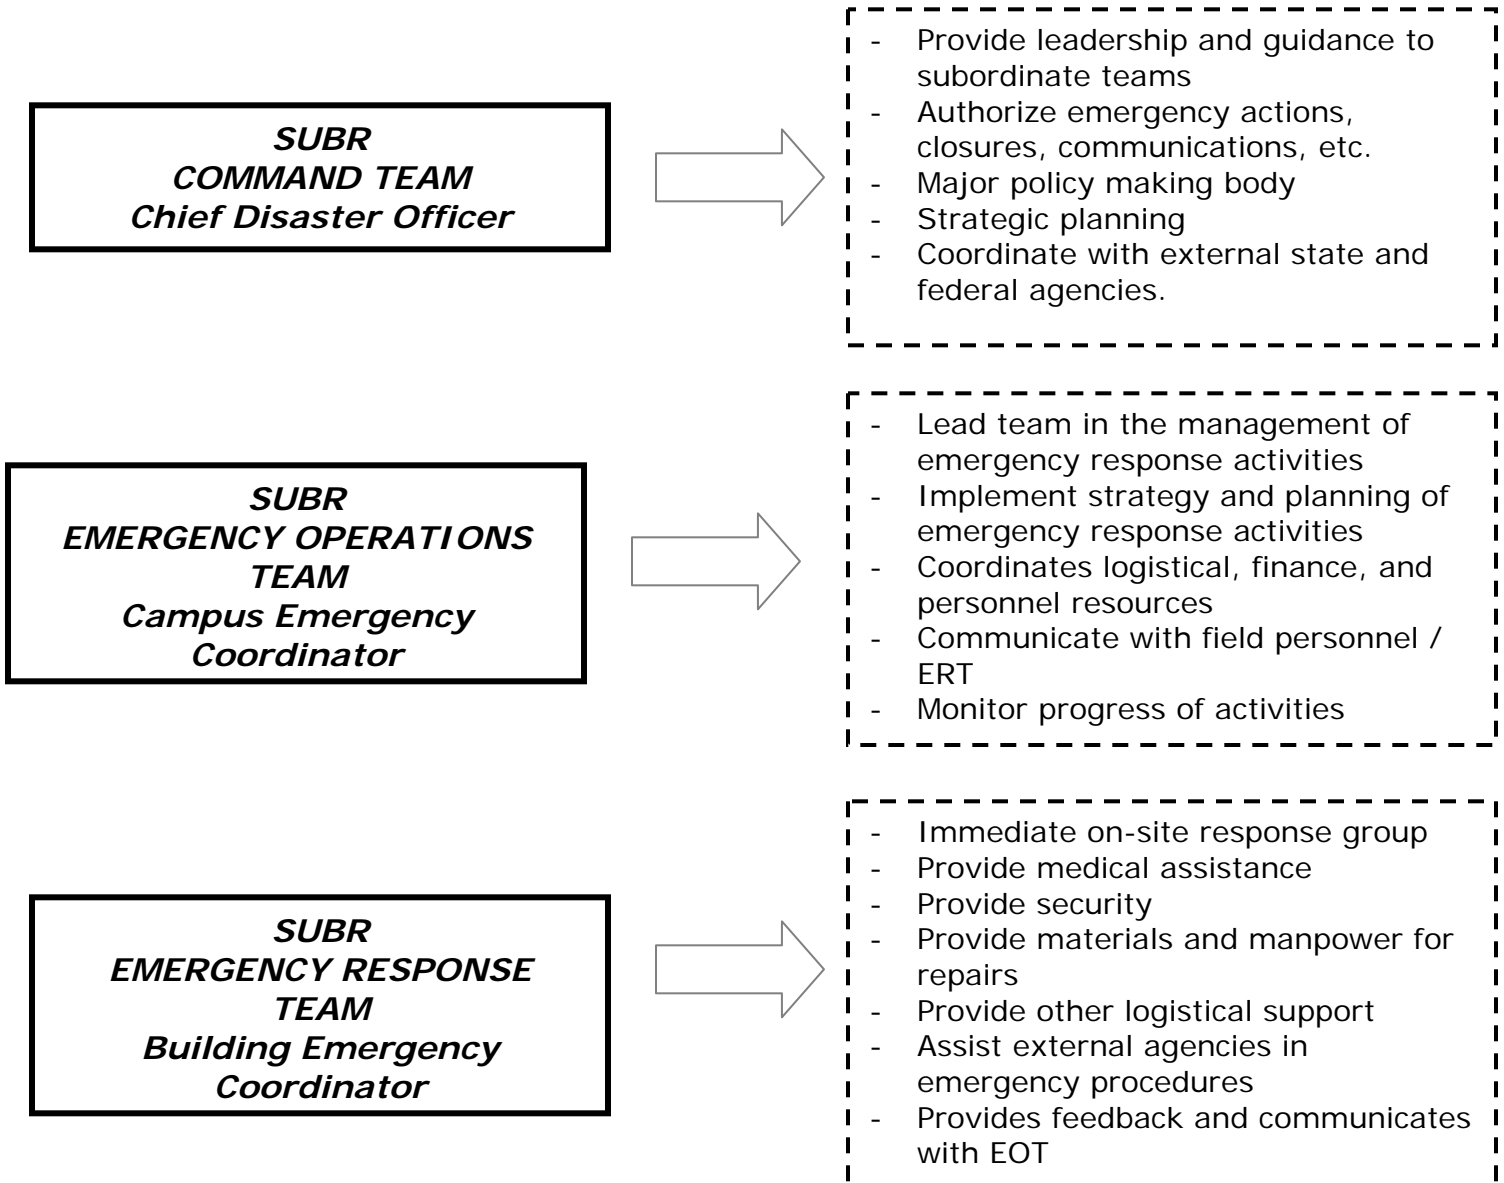 SUBR
COMMAND TEAM
Chief Disaster Officer
- Provide leadership and guidance to
subordinate teams
- Authorize emergency actions,
closures, communications, etc.
- Major policy making body
- Strategic planning
- Coordinate with external state and
federal agencies.
SUBR
EMERGENCY OPERATIONS
TEAM
Campus Emergency
Coordinator
- Lead team in the management of
emergency response activities
- Implement strategy and planning of
emergency response activities
- Coordinates logistical, finance, and
personnel resources
- Communicate with field personnel /
ERT
- Monitor progress of activities
SUBR
EMERGENCY RESPONSE
TEAM
Building Emergency
Coordinator
- Immediate on-site response group
- Provide medical assistance
- Provide security
- Provide materials and manpower for
repairs
- Provide other logistical support
- Assist external agencies in
emergency procedures
- Provides feedback and communicates
with EOT